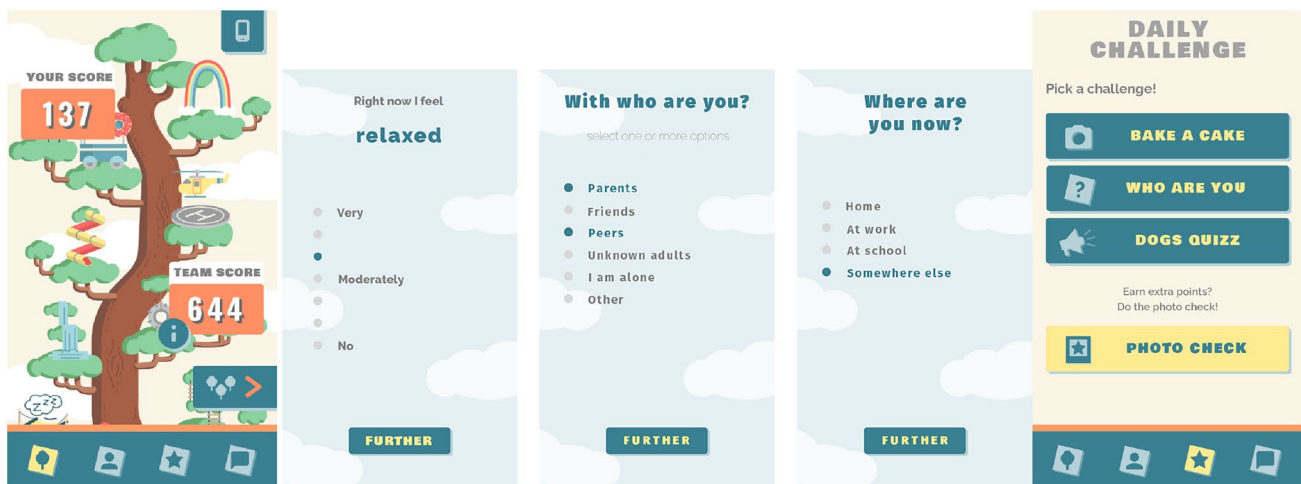 YOUR SCORE
137
TEAM SCORE
644
i
zzz
Right now I feel
relaxed
Very
Moderately
No
FURTHER
With who are you?
select one or more options
Parents
Friends
Peers
Unknown adults
I am alone
Other
FURTHER
Where are
you now?
Home
At work
At school
Somewhere else
FURTHER
DAILY
CHALLENGE
Pick a challenge!
BAKE A CAKE
? WHO ARE YOU
DOGS QUIZZ
Earn extra points?
Do the photo check!
PHOTO CHECK
H